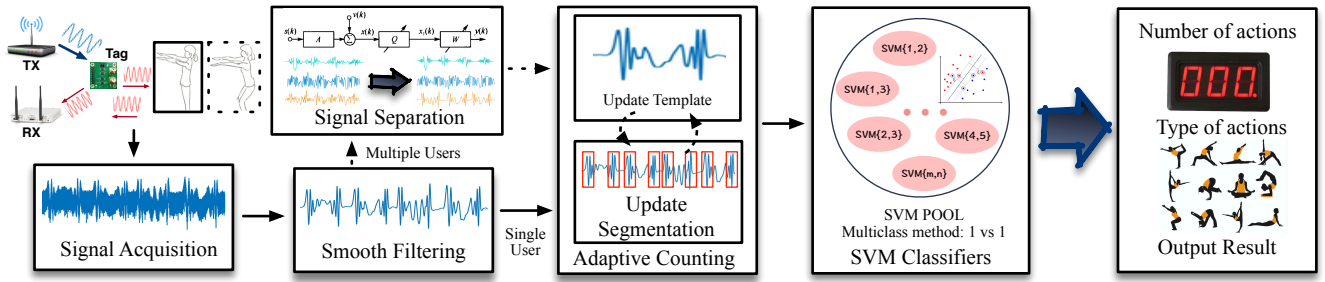 TX
Tag
RX
Signal Acquisition
s(k)
A
v(k)
Σ
x(k)
Q
x₁(k)
W
y(k)
Signal Separation
Multiple Users
Smooth Filtering
Single
User
Update Template
Update
Segmentation
Adaptive Counting
SVM{1,2}
SVM{1,3}
SVM{2,3}
SVM{4,5}
SVM{m,n}
SVM POOL
Multiclass method: 1 vs 1
SVM Classifiers
Number of actions
000.
Type of actions
Output Result